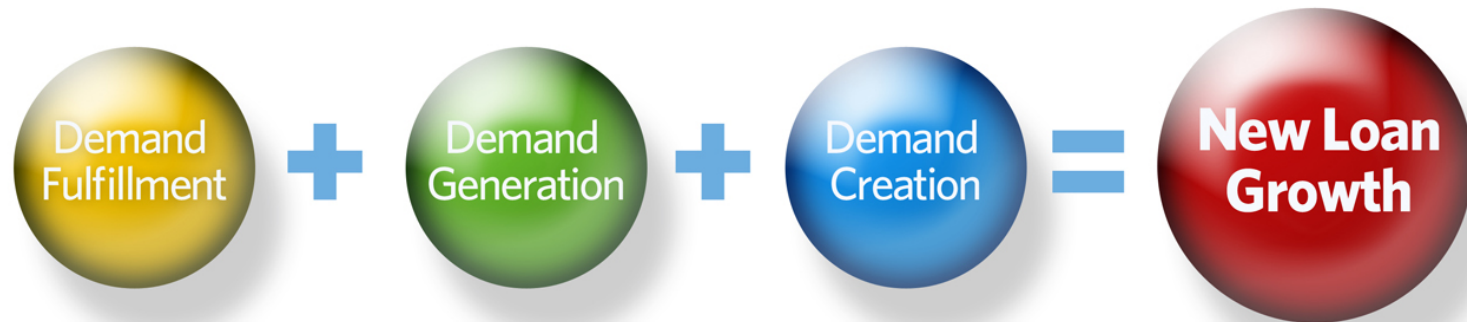 Demand
Fulfillment
+
Demand
Generation
+
Demand
Creation
=
New Loan
Growth